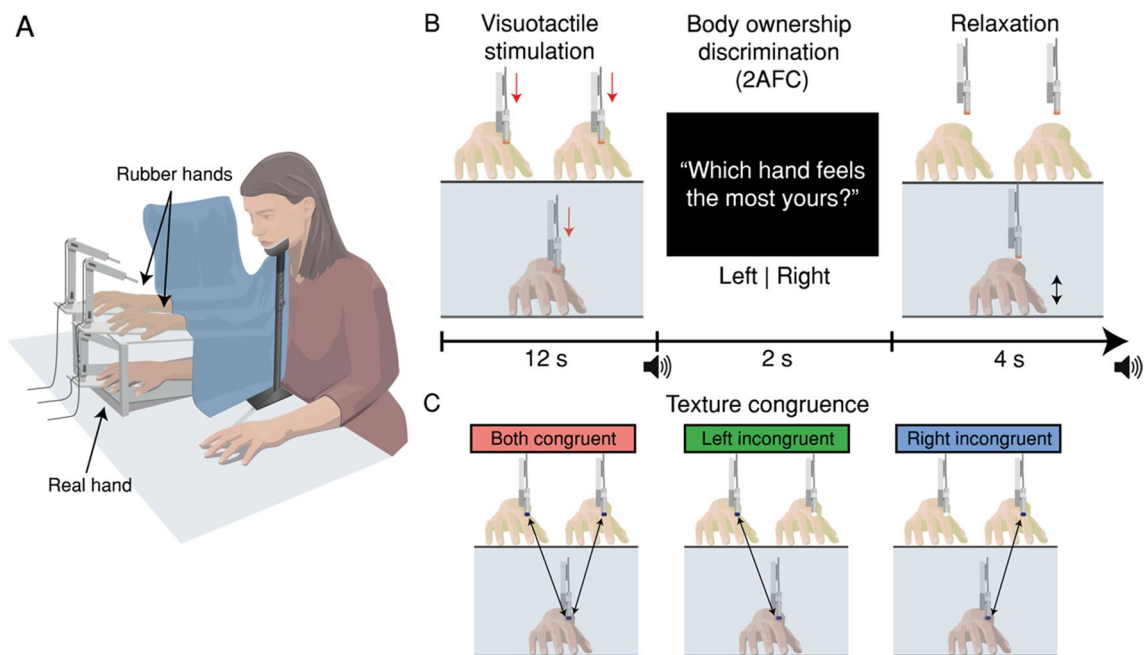 A
Rubber hands
Real hand
B
Visuotactile
stimulation
Body ownership
discrimination
(2AFC)
Relaxation
“Which hand feels
the most yours?”
Left | Right
12 s
2 s
4 s
C
Texture congruence
Both congruent
Left incongruent
Right incongruent